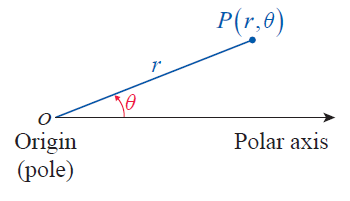 P(r,θ)
r
θ
O
Origin
(pole)
Polar axis